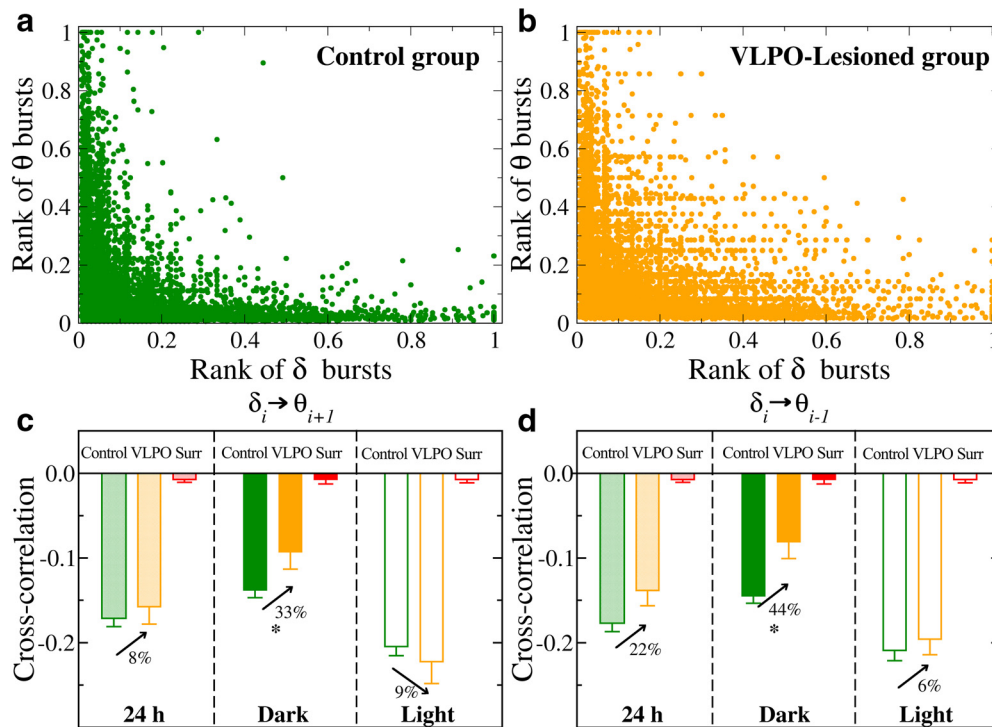 a
Control group
1
0.8
0.6
0.4
0.2
0
0 0.2 0.4 0.6 0.8 1
Rank of θ bursts
Rank of δ bursts
b
VLPO-Lesioned group
1
0.8
0.6
0.4
0.2
0
0 0.2 0.4 0.6 0.8 1
Rank of θ bursts
Rank of δ bursts
c
δi → θi+1
Control VLPO Surr Control VLPO Surr Control VLPO Surr
0.0
-0.1
-0.2
Cross-correlation
8%
33%
*
9%
24 h Dark Light
d
δi → θi-1
Control VLPO Surr Control VLPO Surr Control VLPO Surr
0.0
-0.1
-0.2
Cross-correlation
22%
44%
*
6%
24 h Dark Light